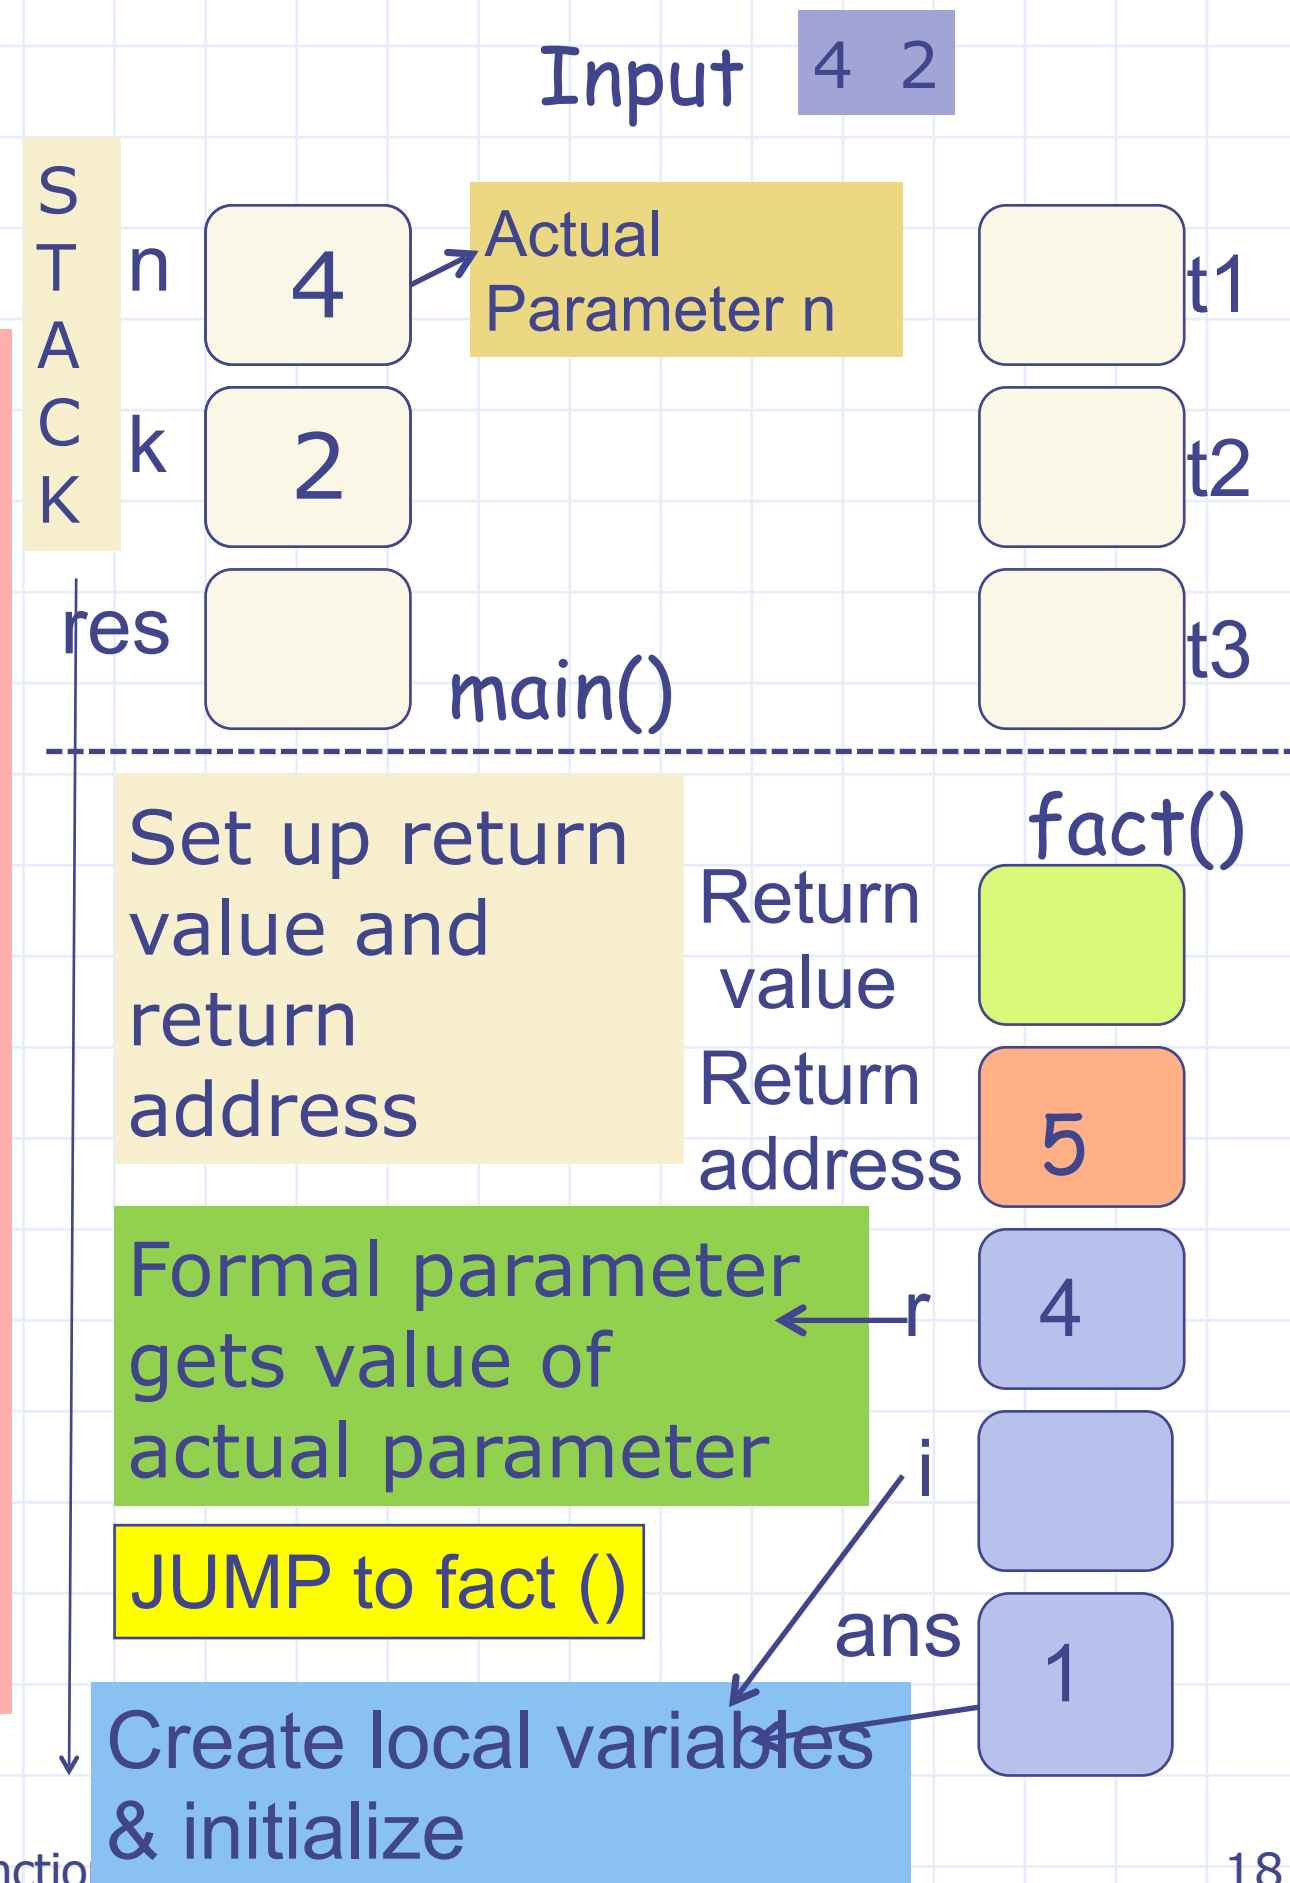 Input 4 2
S
T
A
C
K
n 4
Actual
Parameter n
t1
k 2
t2
res
main()
t3
Set up return
value and
return
address
fact()
Return
value
Return
address
5
Formal parameter
gets value of
actual parameter
r 4
i
JUMP to fact ()
ans 1
Create local variables
& initialize
18